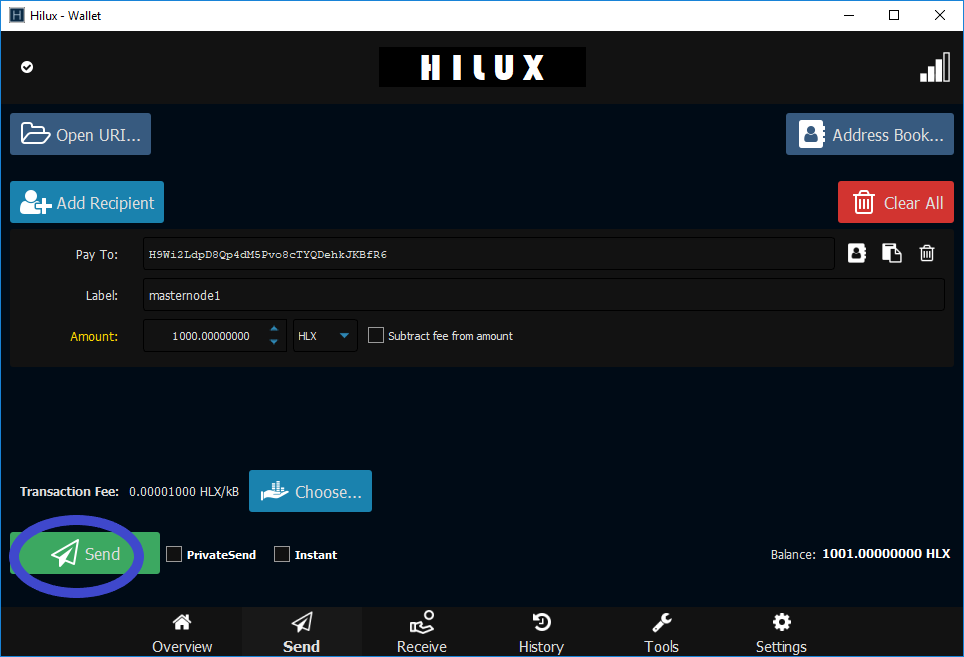 Hilux - Wallet
HILUX
Open URI...
Address Book...
Add Recipient
Clear All
Pay To: H9Wi2LdpD8Qp4dM5Pvo8cTYQDehkJKBfR6
Label: masternode1
Amount: 1000.00000000 HLX Subtract fee from amount
Transaction Fee: 0.00001000 HLX/kB Choose...
Send PrivateSend Instant Balance: 1001.00000000 HLX
Overview Send Receive History Tools Settings